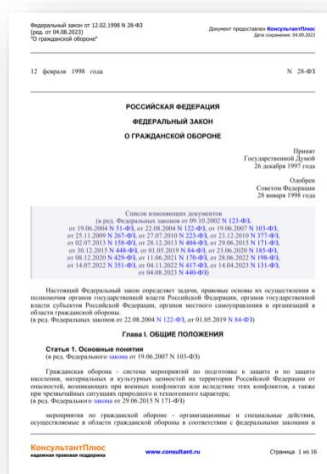 Федеральный закон от 12.02.1998 N 28-ФЗ
(ред. от 04.08.2023)
"О гражданской обороне"
Документ предоставлен КонсультантПлюс
Дата сохранения: 04.09.2023
12 февраля 1998 года
N 28-ФЗ
РОССИЙСКАЯ ФЕДЕРАЦИЯ
ФЕДЕРАЛЬНЫЙ ЗАКОН
О ГРАЖДАНСКОЙ ОБОРОНЕ
Принят
Государственной Думой
26 декабря 1997 года
Одобрен
Советом Федерации
28 января 1998 года
Список изменяющих документов
(в ред. Федеральных законов от 09.10.2002 N 123-ФЗ,
от 19.06.2004 N 51-ФЗ, от 22.08.2004 N 122-ФЗ, от 19.06.2007 N 103-ФЗ,
от 25.11.2009 N 267-ФЗ, от 27.07.2010 N 223-ФЗ, от 23.12.2010 N 377-ФЗ,
от 02.07.2013 N 158-ФЗ, от 28.12.2013 N 404-ФЗ, от 29.06.2015 N 171-ФЗ,
от 30.12.2015 N 448-ФЗ, от 01.05.2019 N 84-ФЗ, от 23.06.2020 N 185-ФЗ,
от 08.12.2020 N 429-ФЗ, от 11.06.2021 N 170-ФЗ, от 28.06.2022 N 198-ФЗ,
от 14.07.2022 N 351-ФЗ, от 04.11.2022 N 417-ФЗ, от 14.04.2023 N 131-ФЗ,
от 04.08.2023 N 440-ФЗ)
Настоящий Федеральный закон определяет задачи, правовые основы их осуществления и
полномочия органов государственной власти Российской Федерации, органов государственной
власти субъектов Российской Федерации, органов местного самоуправления и организаций в
области гражданской обороны.
(в ред. Федеральных законов от 22.08.2004 N 122-ФЗ, от 01.05.2019 N 84-ФЗ)
Глава I. ОБЩИЕ ПОЛОЖЕНИЯ
Статья 1. Основные понятия
(в ред. Федерального закона от 19.06.2007 N 103-ФЗ)
Гражданская оборона - система мероприятий по подготовке к защите и по защите
населения, материальных и культурных ценностей на территории Российской Федерации от
опасностей, возникающих при военных конфликтах или вследствие этих конфликтов, а также
при чрезвычайных ситуациях природного и техногенного характера.
(в ред. Федерального закона от 29.06.2015 N 171-ФЗ)
мероприятия по гражданской обороне - организационные и специальные действия,
осуществляемые в области гражданской обороны в соответствии с федеральными законами и
КонсультантПлюс
надежная правовая поддержка
www.consultant.ru
Страница 1 из 16